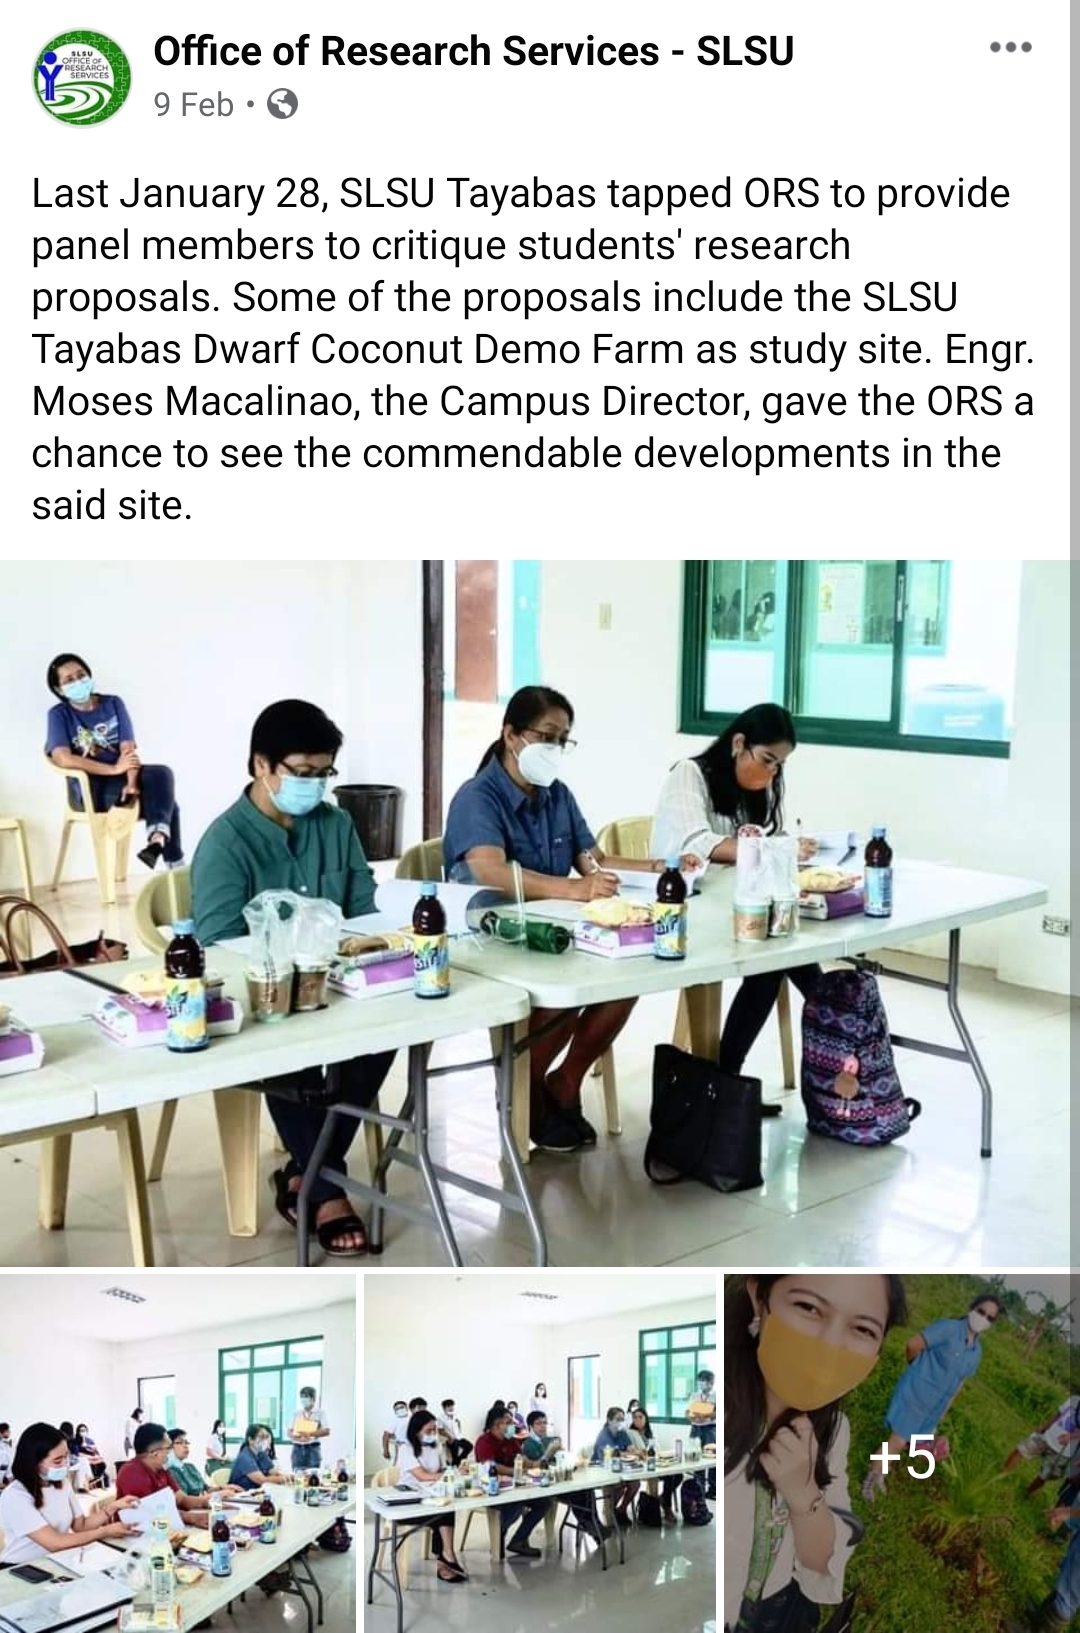 SLSU
OFFICE OF
RESEARCH
SERVICES
Office of Research Services - SLSU
9 Feb •
Last January 28, SLSU Tayabas tapped ORS to provide
panel members to critique students' research
proposals. Some of the proposals include the SLSU
Tayabas Dwarf Coconut Demo Farm as study site. Engr.
Moses Macalinao, the Campus Director, gave the ORS a
chance to see the commendable developments in the
said site.
+5